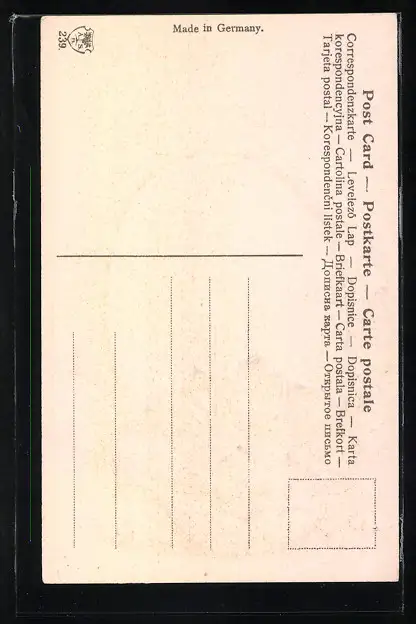 Post Card — Postkarte — Carte postale
Correspondenzkarte — Levelező Lap — Dopisnice — Dopisnica — Karta
korespondencyjna — Cartolina postale — Briefkaart — Carta postala — Brefkort —
Tarjeta postal — Korespondenční listek — Дописна карта — Открытое письмо
Made in Germany.
239.